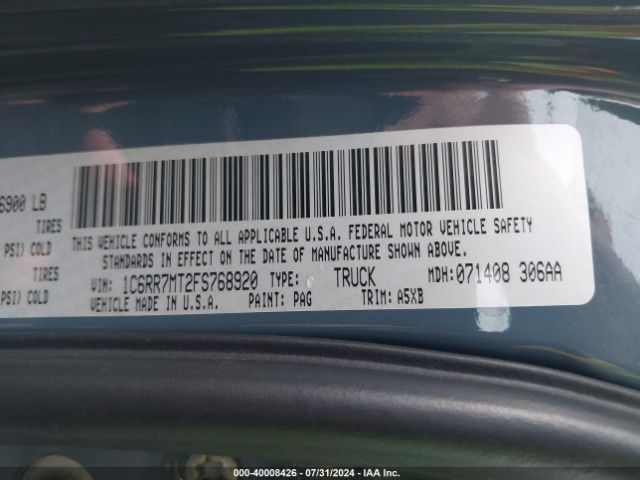 6900 LB
TIRES
PSI) COLD
TIRES
PSI) COLD
THIS VEHICLE CONFORMS TO ALL APPLICABLE U.S.A. FEDERAL MOTOR VEHICLE SAFETY
STANDARDS IN EFFECT ON THE DATE OF MANUFACTURE SHOWN ABOVE.
VIN: 1C6RR7MT2FS768920 TYPE: TRUCK MDH: 071408 306AA
VEHICLE MADE IN U.S.A. PAINT: PAG TRIM: A5XB
000-40008426 - 07/31/2024 - IAA Inc.